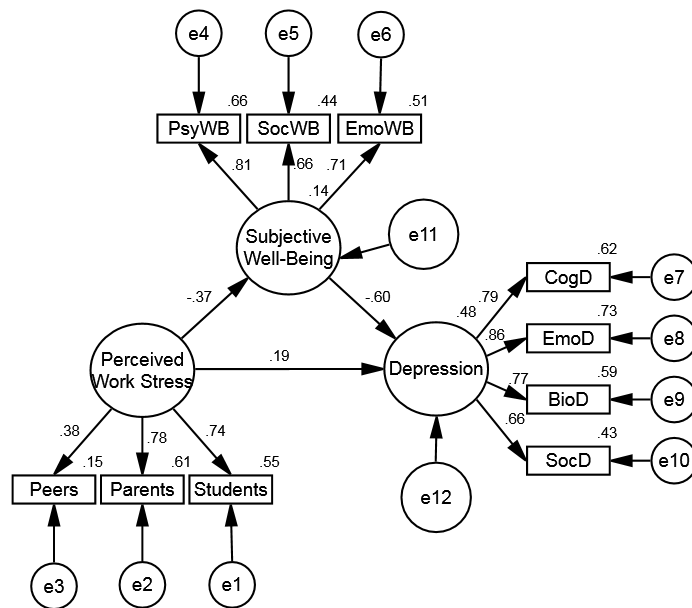 e4
e5
e6
.66
.44
.51
PsyWB
SocWB
EmoWB
.81
.66
.71
.14
Subjective
Well-Being
e11
-.37
-.60
.62
CogD
e7
.79
.48
.73
EmoD
e8
.86
Perceived
Work Stress
.19
Depression
.59
BioD
e9
.77
.66
.43
SocD
e10
.38
.78
.74
.15
.61
.55
Peers
Parents
Students
e12
e3
e2
e1